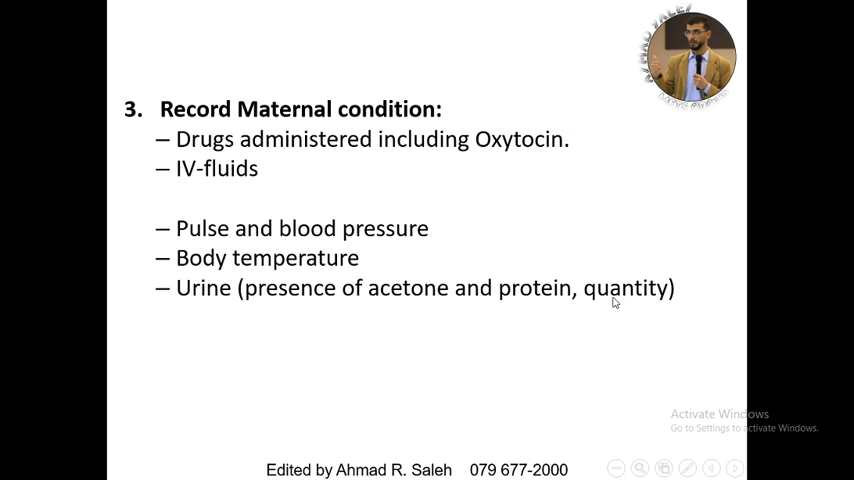 3. Record Maternal condition:
– Drugs administered including Oxytocin.
– IV-fluids
– Pulse and blood pressure
– Body temperature
– Urine (presence of acetone and protein, quantity)
Activate Windows
Go to Settings to activate Windows.
Edited by Ahmad R. Saleh 079 677-2000